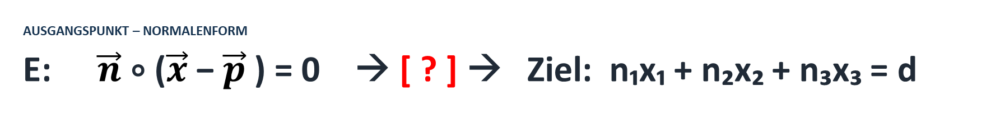 AUSGANGSPUNKT – NORMALENFORM
E: n⃗ ∘ (x⃗ – p⃗ ) = 0 → [ ? ] → Ziel: n₁x₁ + n₂x₂ + n₃x₃ = d